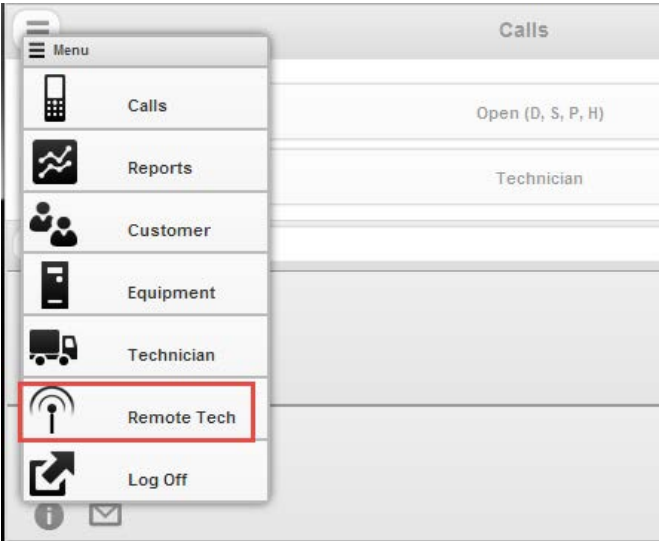 Calls
Menu
Calls
Open (D, S, P, H)
Reports
Technician
Customer
Equipment
Technician
Remote Tech
Log Off